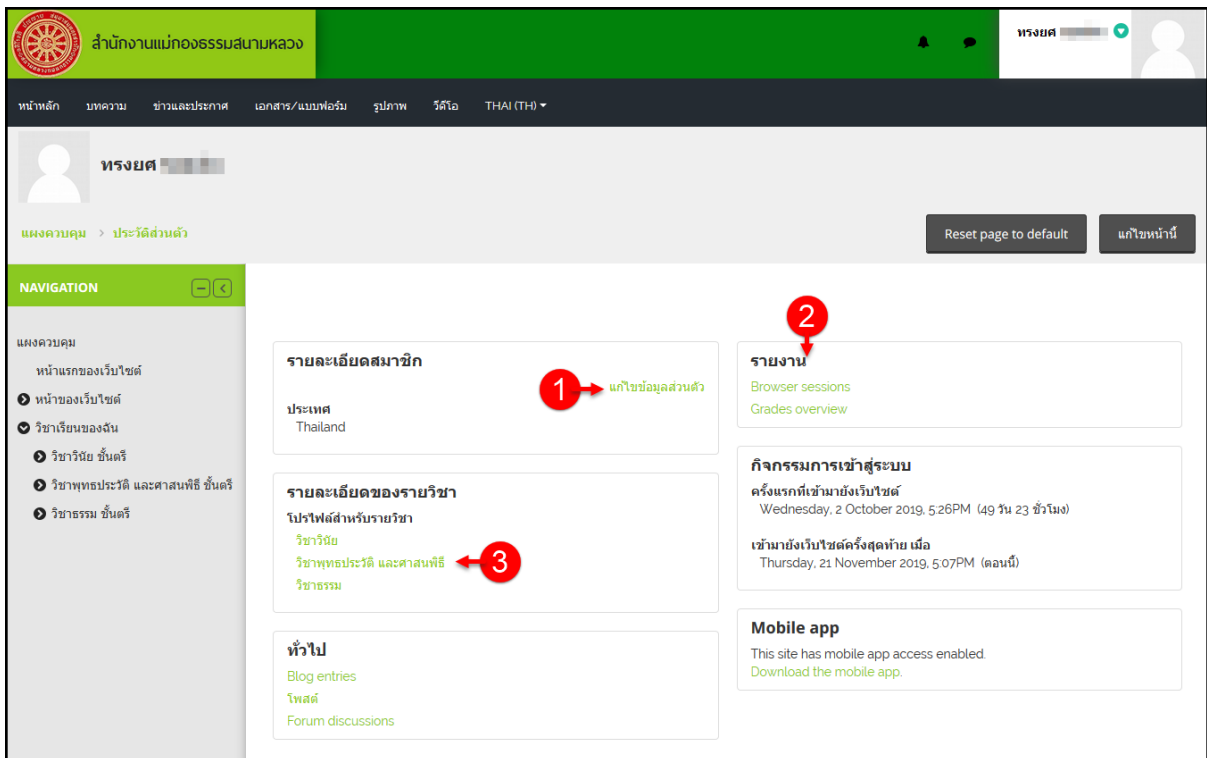 สำนักงานแม่กองธรรมสนามหลวง
ทรงยศ
หน้าหลัก บทความ ข่าวและประกาศ เอกสาร/แบบฟอร์ม รูปภาพ วีดีโอ THAI (TH)
ทรงยศ
แผงควบคุม > ประวัติส่วนตัว
Reset page to default
แก้ไขหน้านี้
NAVIGATION
แผงควบคุม
หน้าแรกของเว็บไซต์
หน้าของเว็บไซต์
วิชาเรียนของฉัน
วิชาวินัย ชั้นตรี
วิชาพุทธประวัติ และศาสนพิธี ชั้นตรี
วิชาธรรม ชั้นตรี
รายละเอียดสมาชิก
1
แก้ไขข้อมูลส่วนตัว
ประเทศ
Thailand
รายละเอียดของรายวิชา
โปรไฟล์สำหรับรายวิชา
วิชาวินัย
วิชาพุทธประวัติ และศาสนพิธี
3
วิชาธรรม
ทั่วไป
Blog entries
โพสต์
Forum discussions
2
รายงาน
Browser sessions
Grades overview
กิจกรรมการเข้าสู่ระบบ
ครั้งแรกที่เข้ามายังเว็บไซต์
Wednesday, 2 October 2019, 5:26PM (49 วัน 23 ชั่วโมง)
เข้ามายังเว็บไซต์ครั้งสุดท้าย เมื่อ
Thursday, 21 November 2019, 5:07PM (ตอนนี้)
Mobile app
This site has mobile app access enabled.
Download the mobile app.